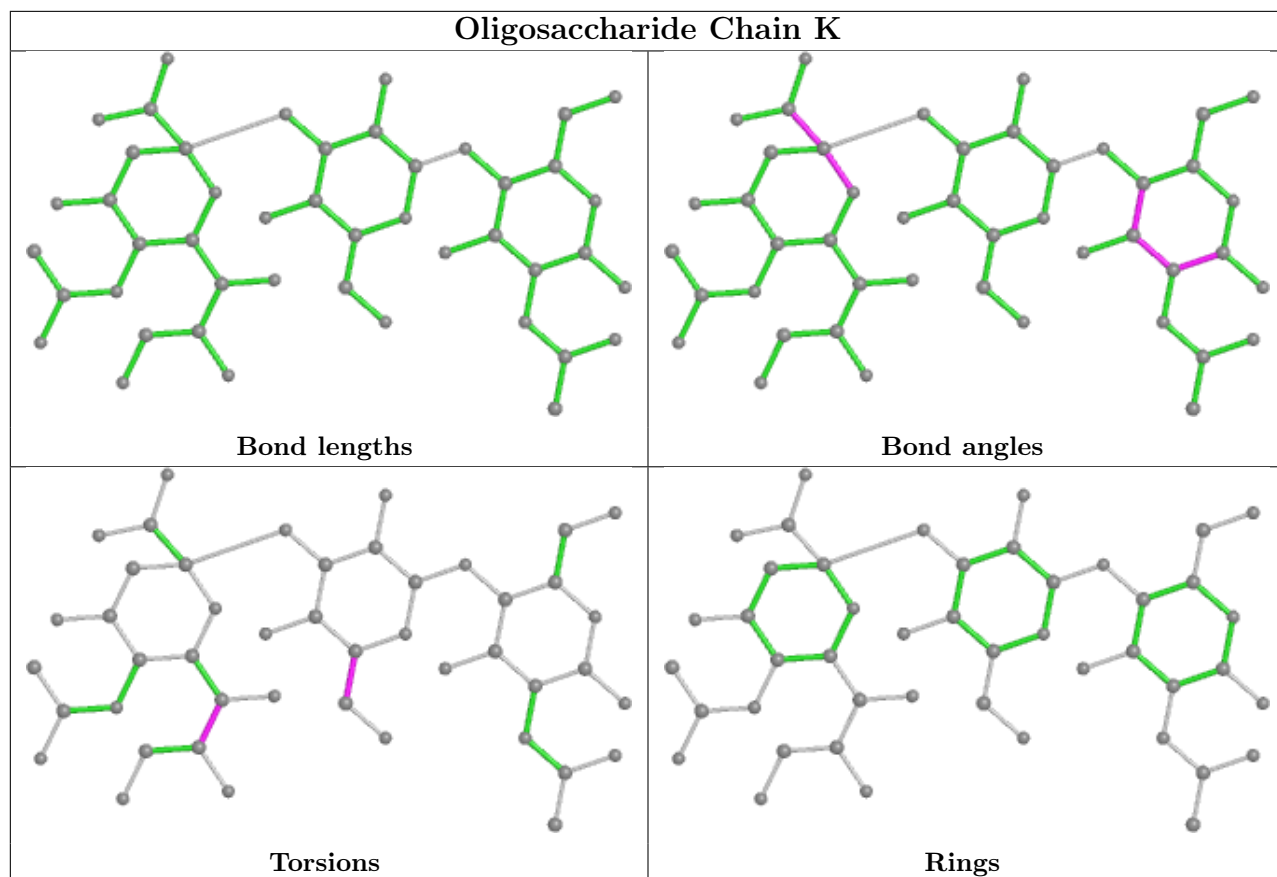 Oligosaccharide Chain K
Bond lengths
Bond angles
Torsions
Rings